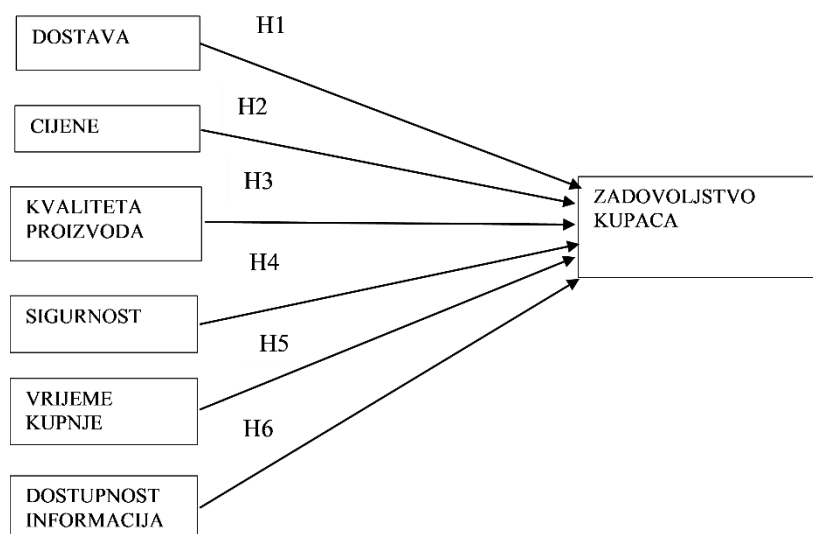 H1
DOSTAVA
H2
CIJENE
H3
KVALITETA
PROIZVODA
ZADOVOLJSTVO
KUPACA
H4
SIGURNOST
H5
VRIJEME
KUPNJE
H6
DOSTUPNOST
INFORMACIJA